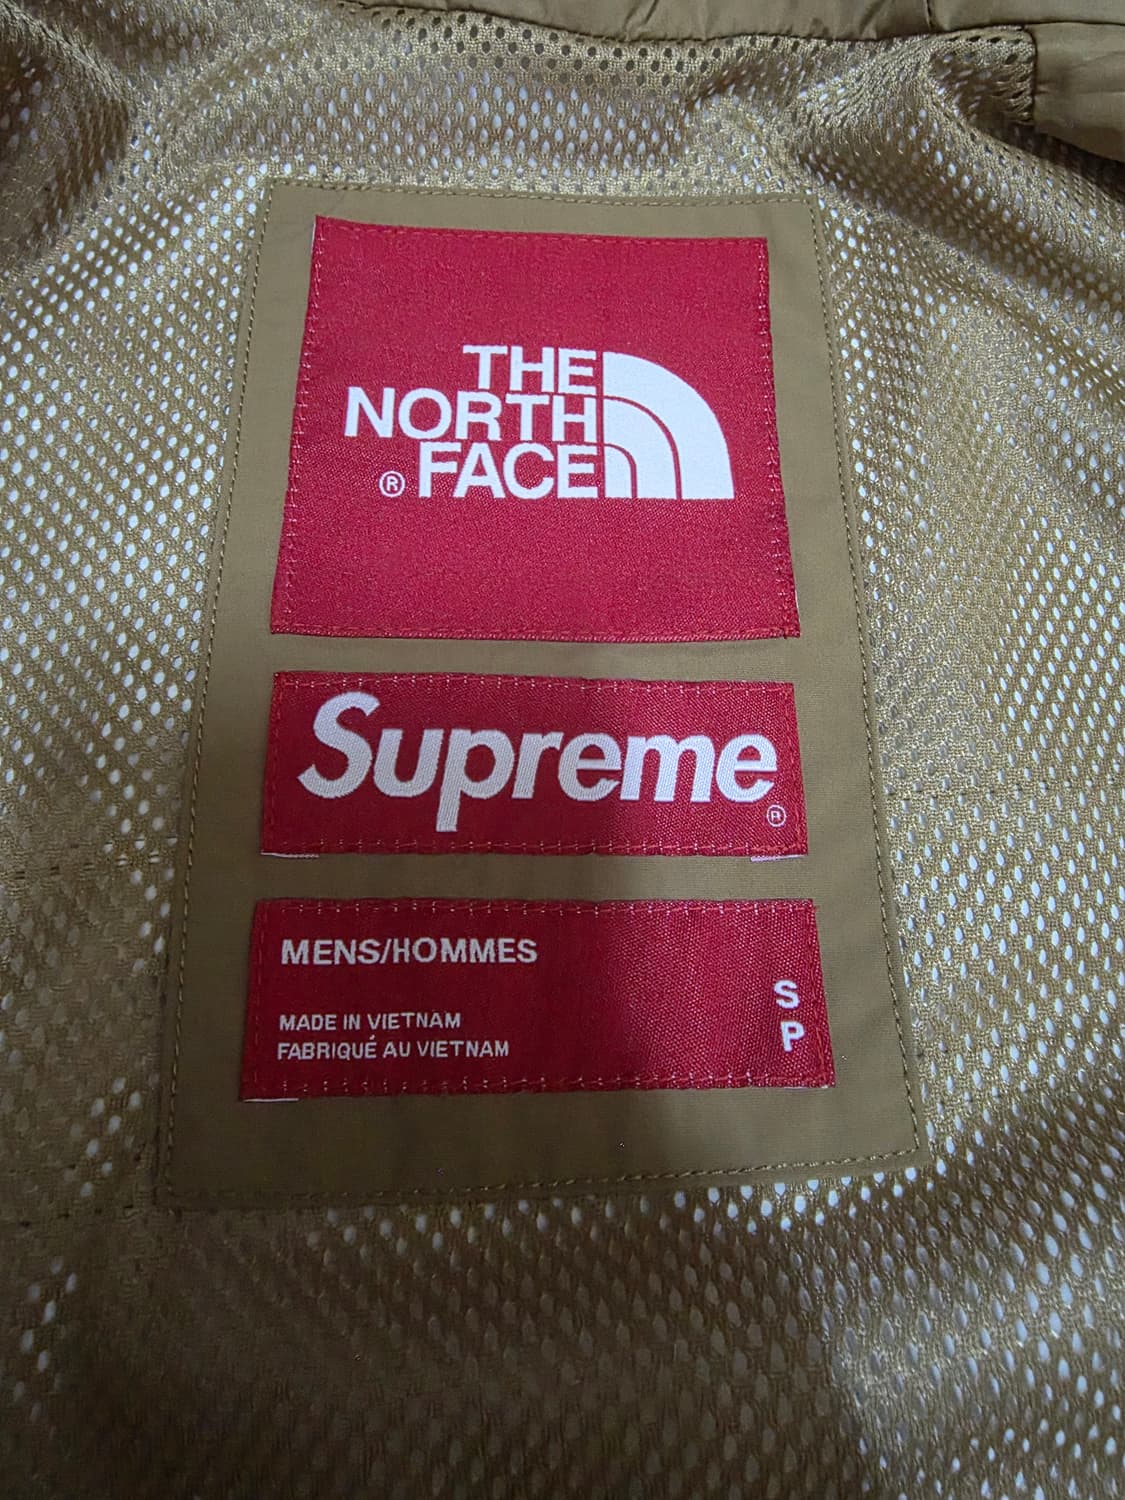 THE
NORTH
® FACE
Supreme ®
MENS/HOMMES
MADE IN VIETNAM
FABRIQUÉ AU VIETNAM
S
P